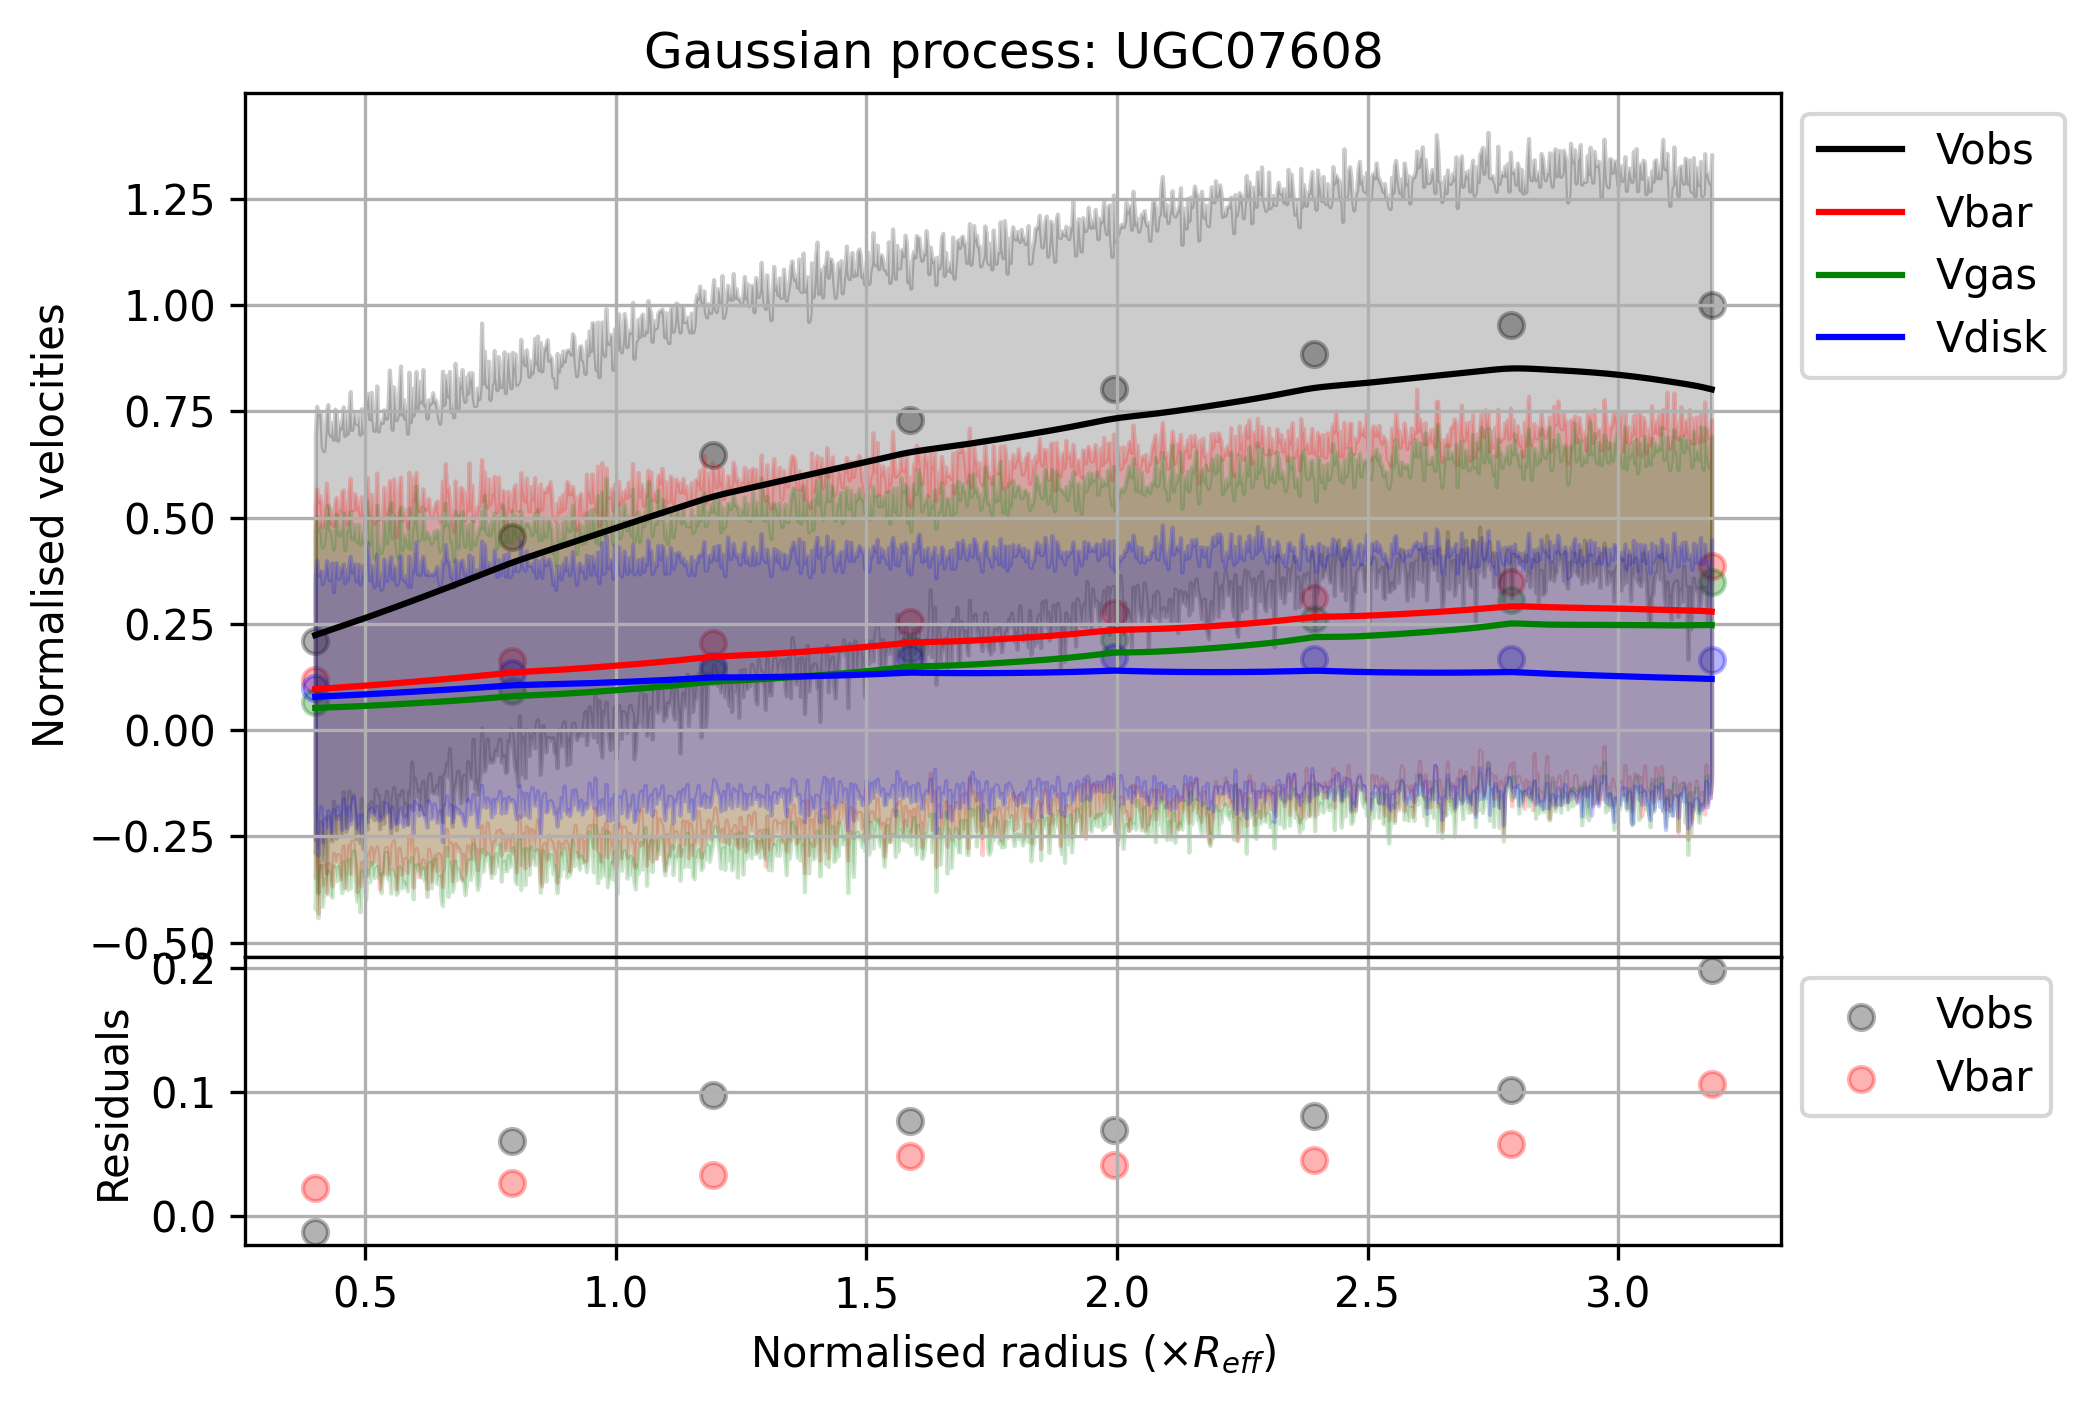 Gaussian process: UGC07608
Normalised velocities
1.25
1.00
0.75
0.50
0.25
0.00
−0.25
−0.50
Vobs
Vbar
Vgas
Vdisk
Residuals
0.2
0.1
0.0
Vobs
Vbar
0.5 1.0 1.5 2.0 2.5 3.0
Normalised radius (×R_eff)